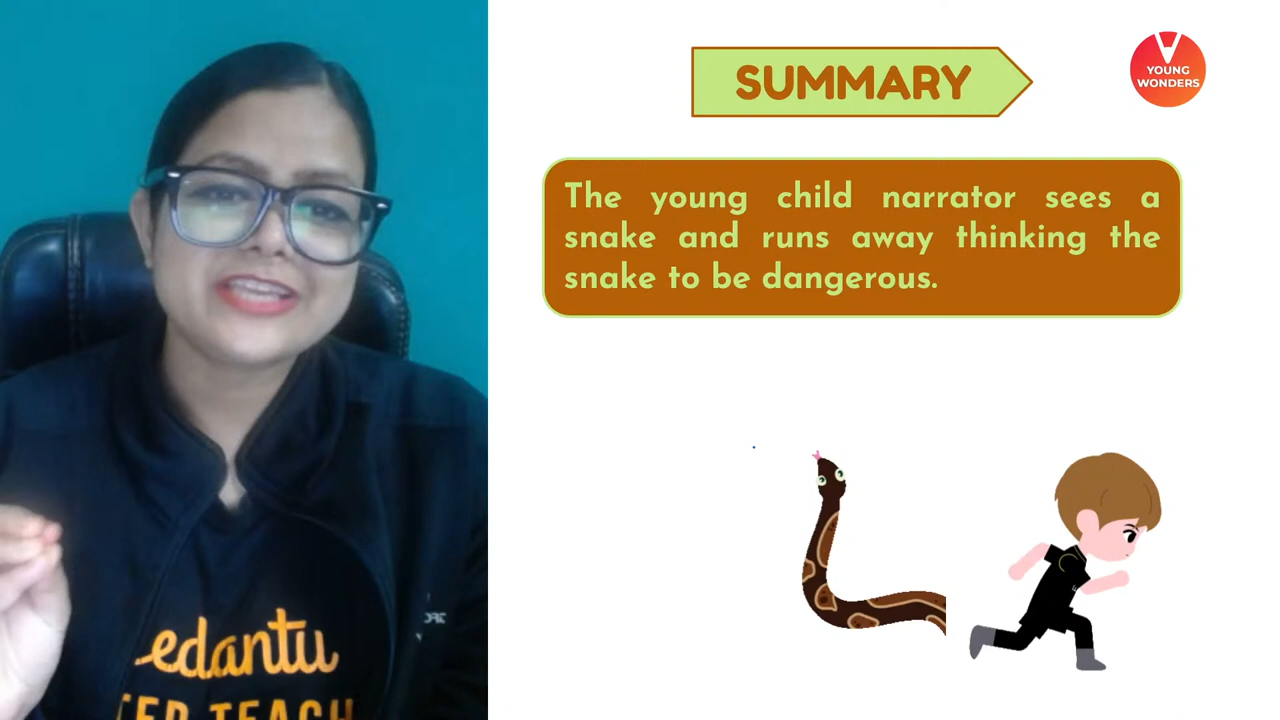 SUMMARY
YOUNG
WONDERS
The young child narrator sees a
snake and runs away thinking the
snake to be dangerous.
edantu
TEACH